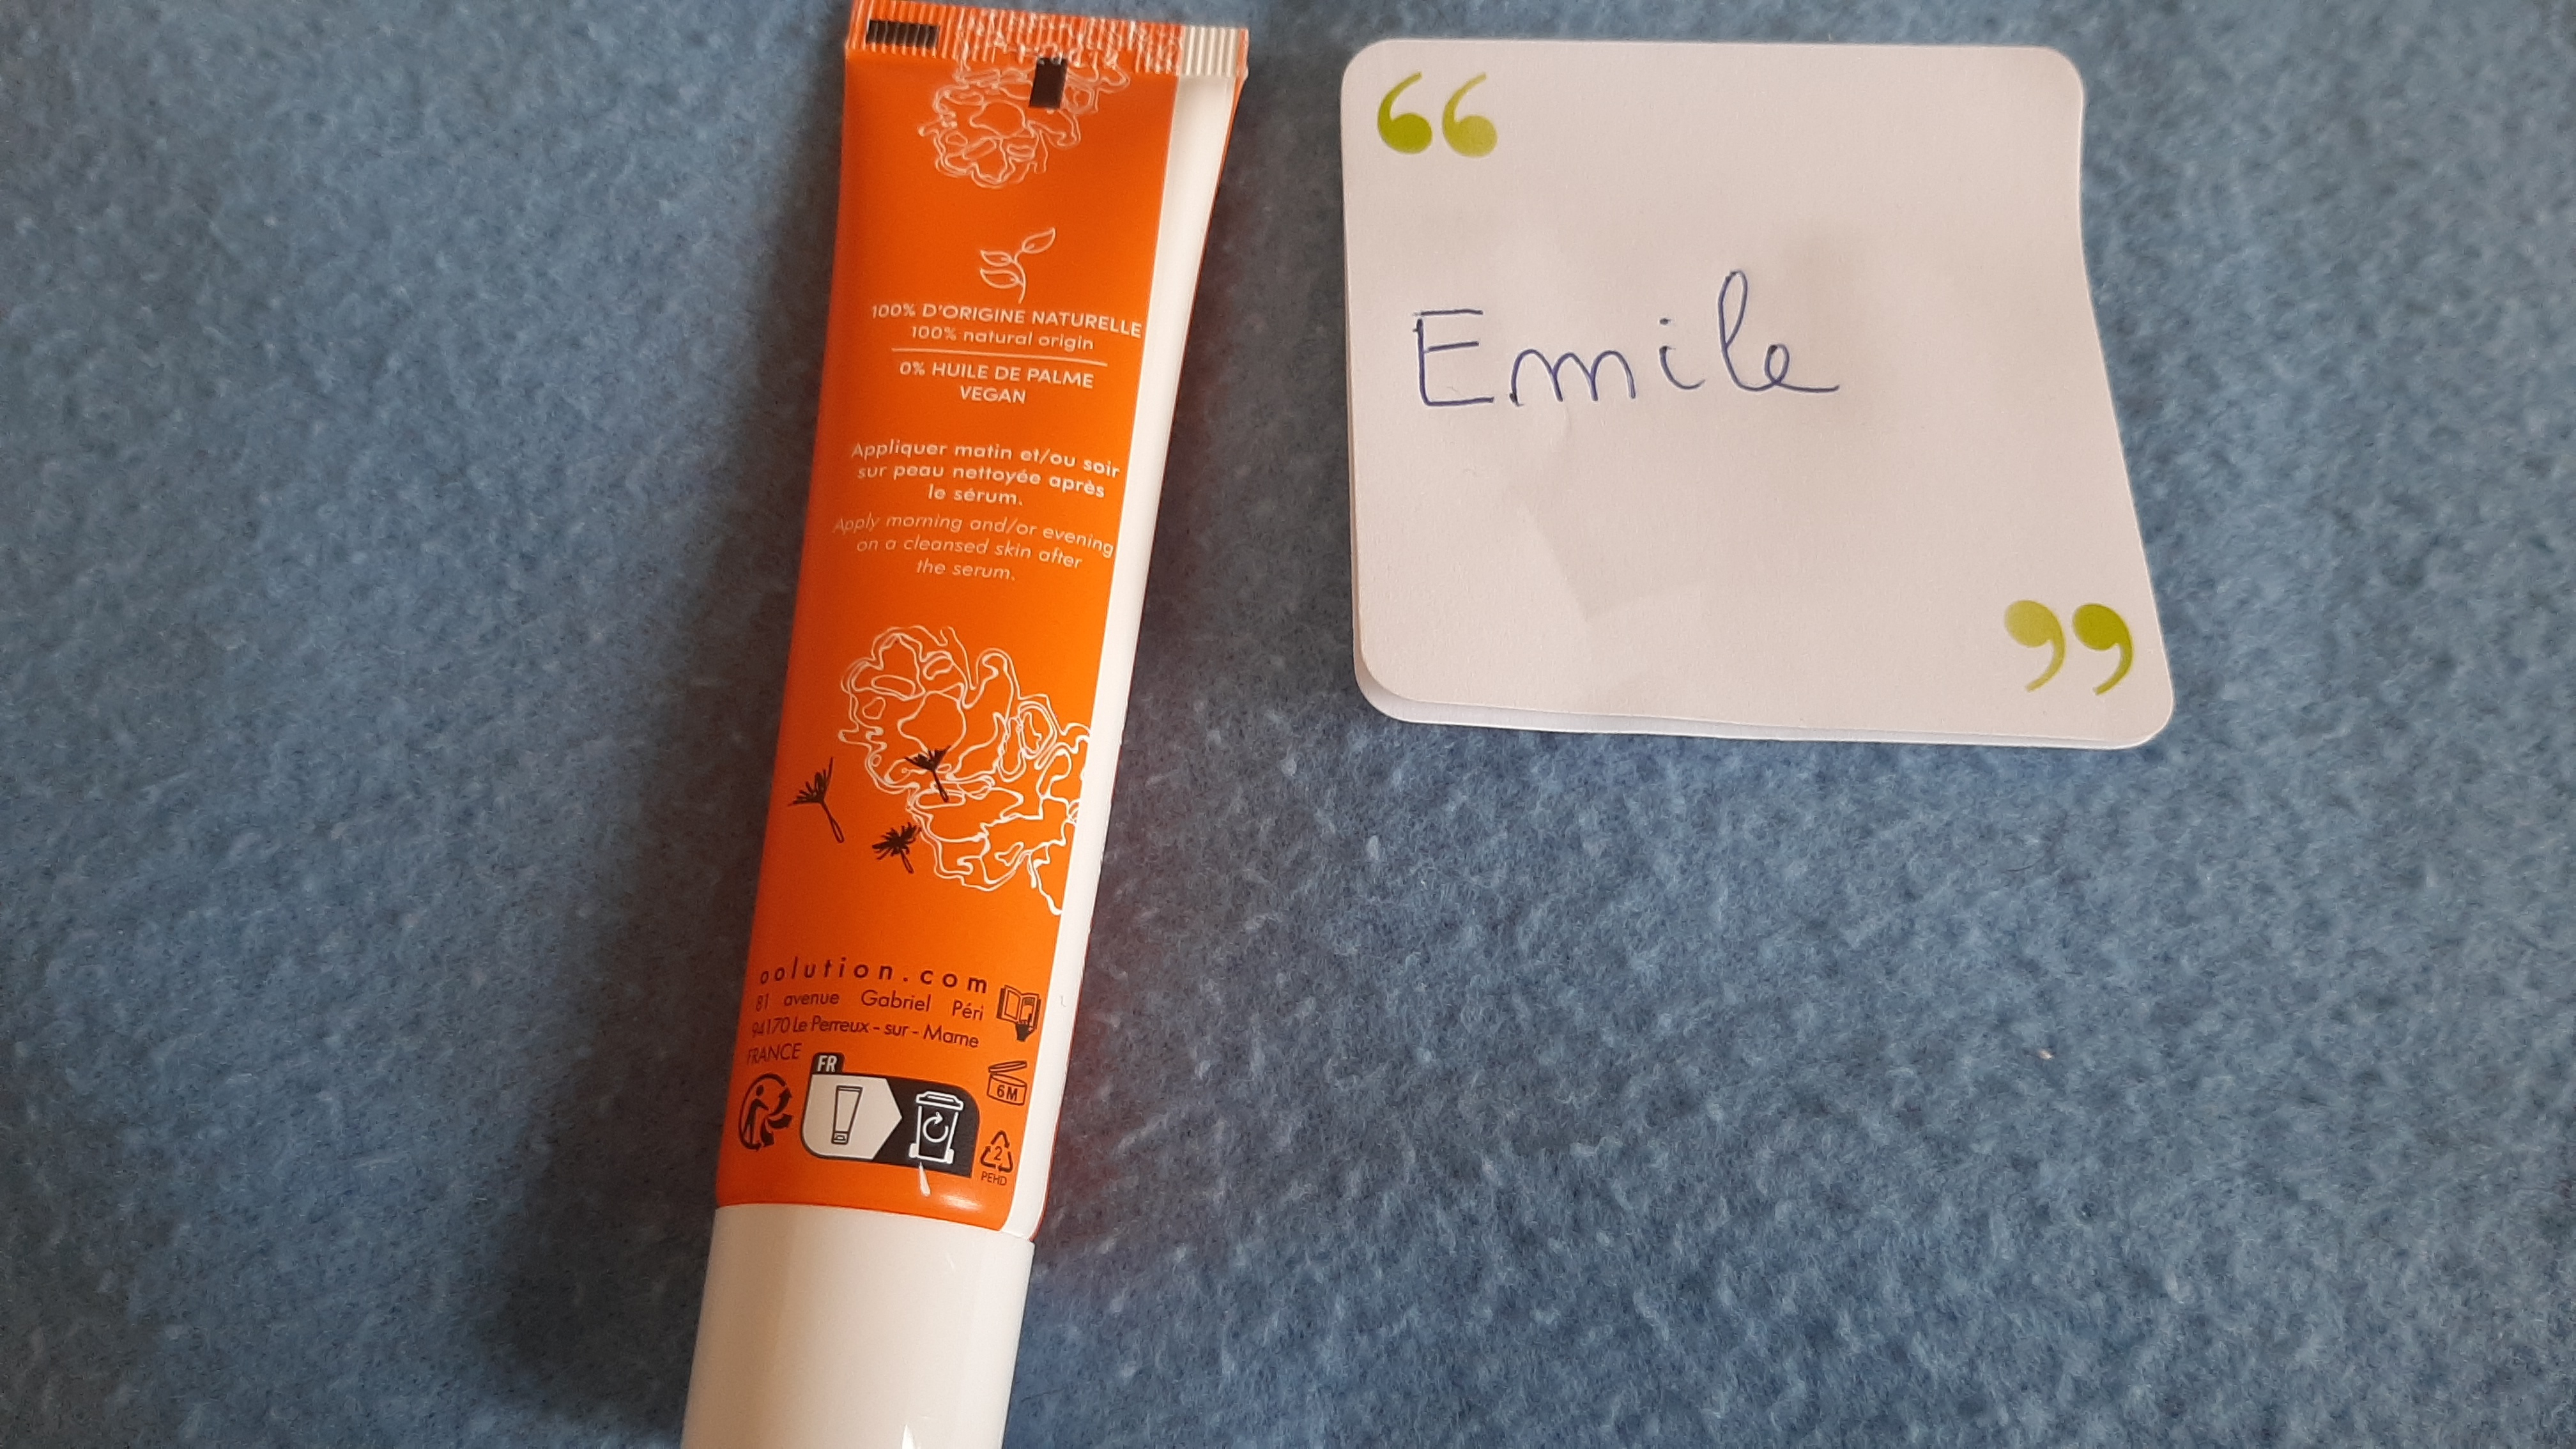 100% D'ORIGINE NATURELLE
100% natural origin
0% HUILE DE PALME
VEGAN
Appliquer matin et/ou soir
sur peau nettoyée après
le sérum.
Apply morning and/or evening
on a cleansed skin after
the serum.
oolution.com
81 avenue Gabriel Péri
94170 Le Perreux - sur - Marne
FRANCE
FR
6M
2
PEHD
“
Emile
”